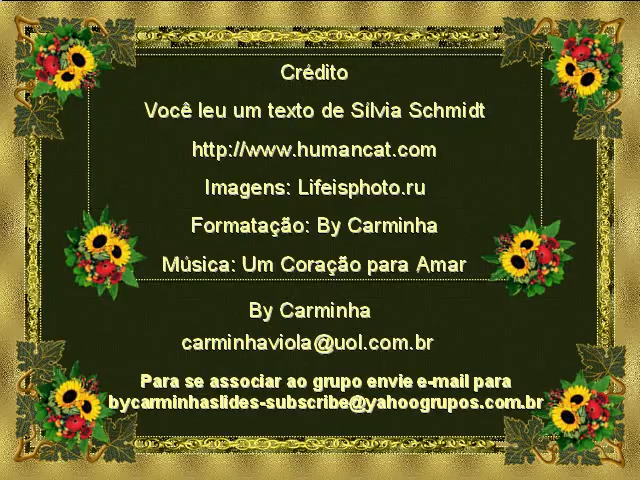 Crédito
Você leu um texto de Sílvia Schmidt
http://www.humancat.com
Imagens: Lifeisphoto.ru
Formatação: By Carminha
Música: Um Coração para Amar
By Carminha
carminhaviola@uol.com.br
Para se associar ao grupo envie e-mail para
bycarminhaslides-subscribe@yahoogrupos.com.br